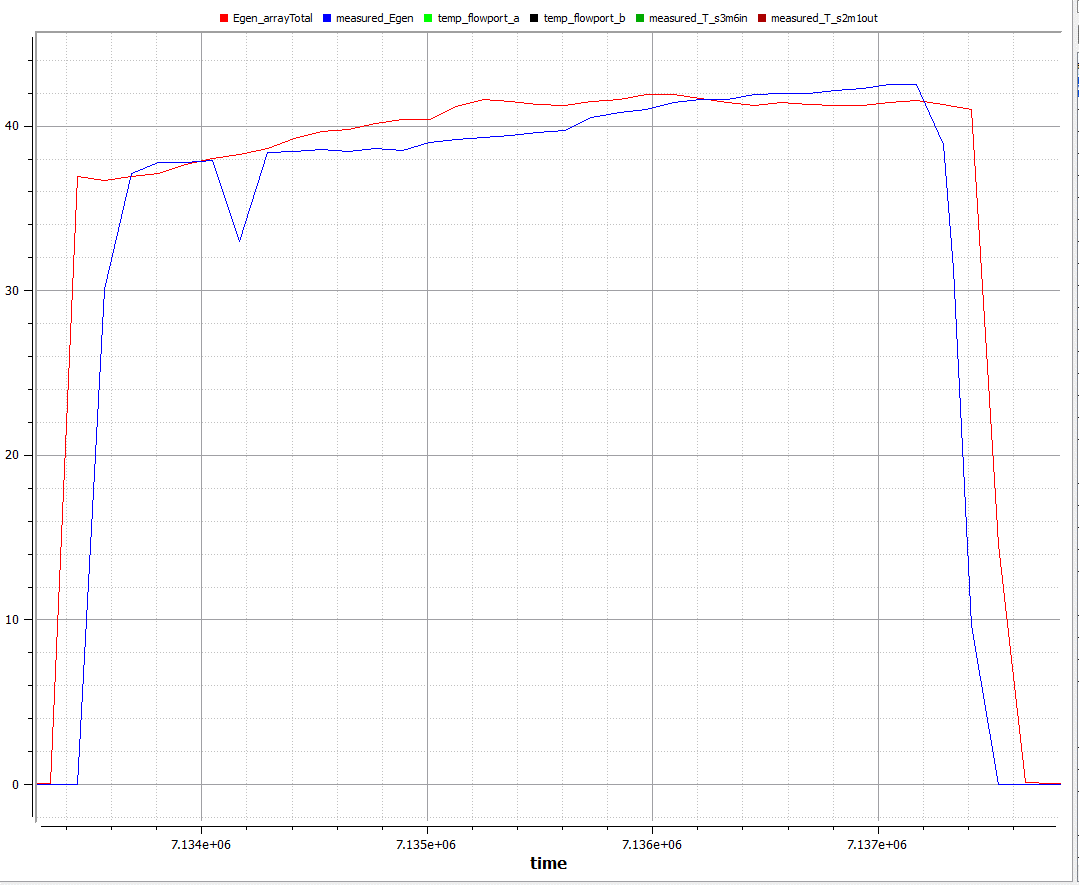 Egen_arrayTotal measured_Egen temp_flowport_a temp_flowport_b measured_T_s3m6in measured_T_s2m1out
40
30
20
10
0
7.134e+06 7.135e+06 7.136e+06 7.137e+06
time